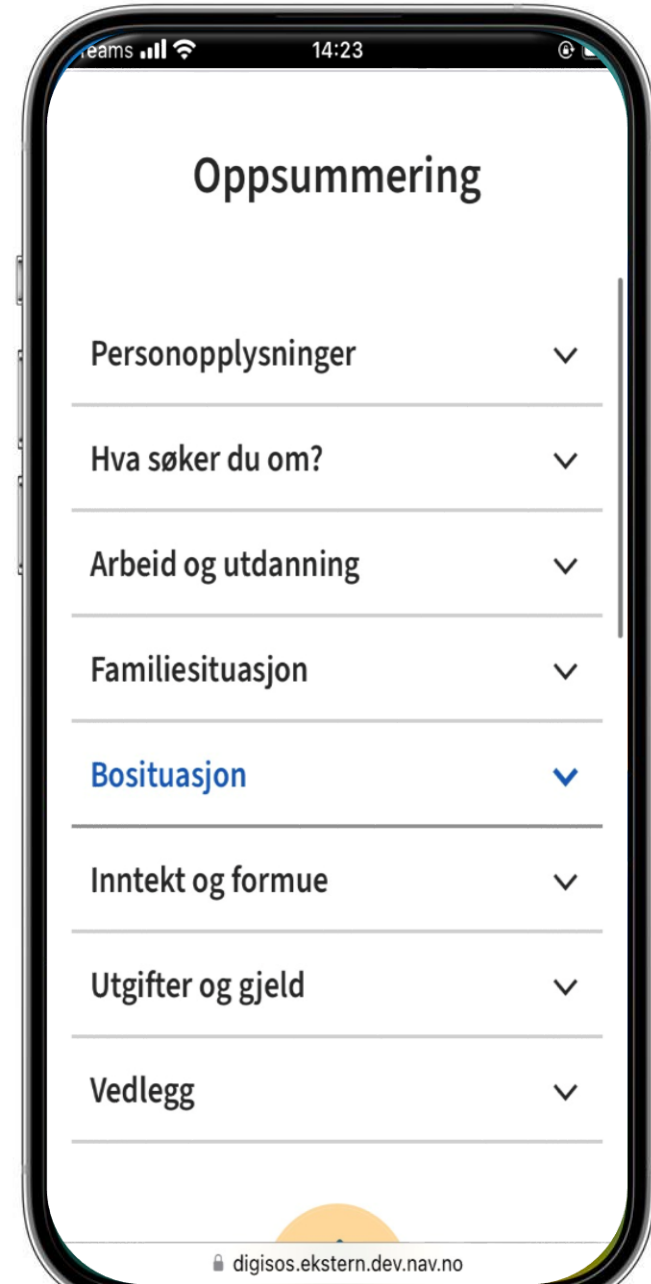 14:23
Oppsummering
Personopplysninger
Hva søker du om?
Arbeid og utdanning
Familiesituasjon
Bosituasjon
Inntekt og formue
Utgifter og gjeld
Vedlegg
digisos.ekstern.dev.nav.no